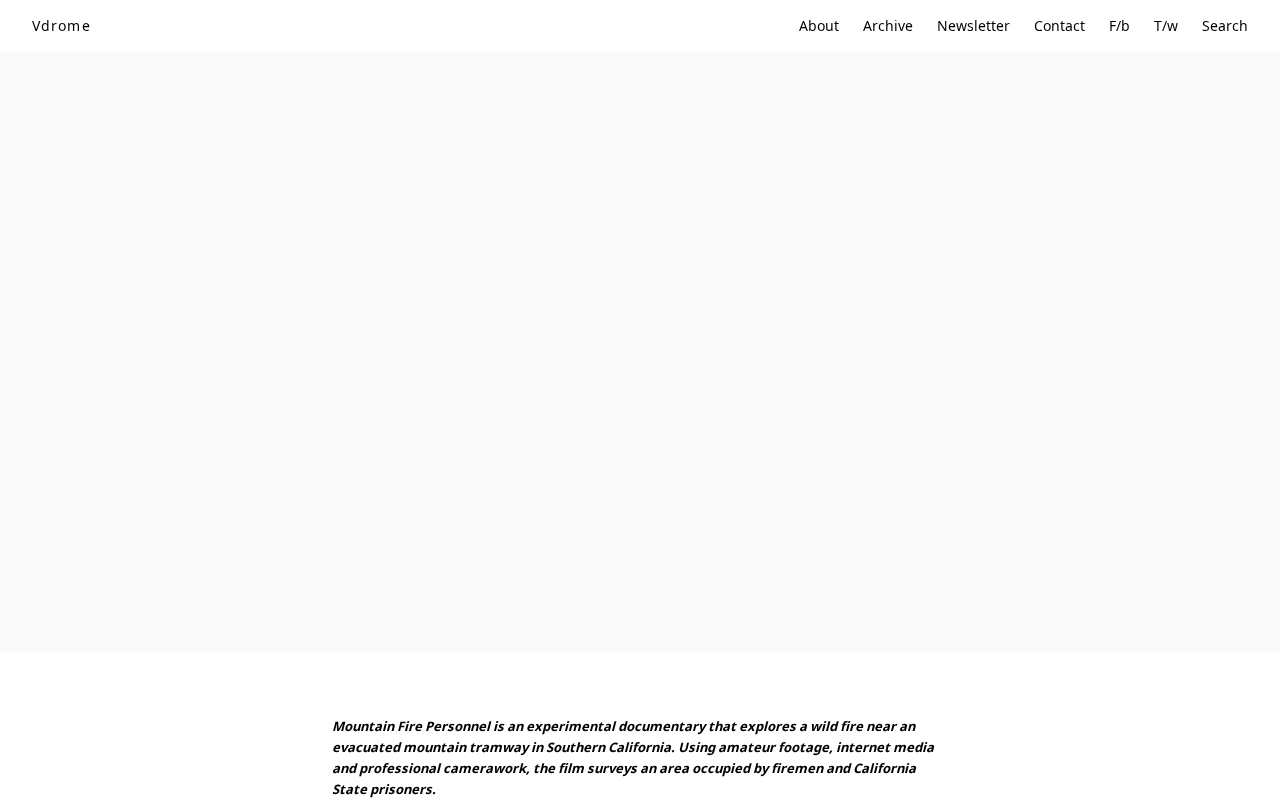 Vdrome
About Archive Newsletter Contact F/b T/w Search
Mountain Fire Personnel is an experimental documentary that explores a wild fire near an
evacuated mountain tramway in Southern California. Using amateur footage, internet media
and professional camerawork, the film surveys an area occupied by firemen and California
State prisoners.